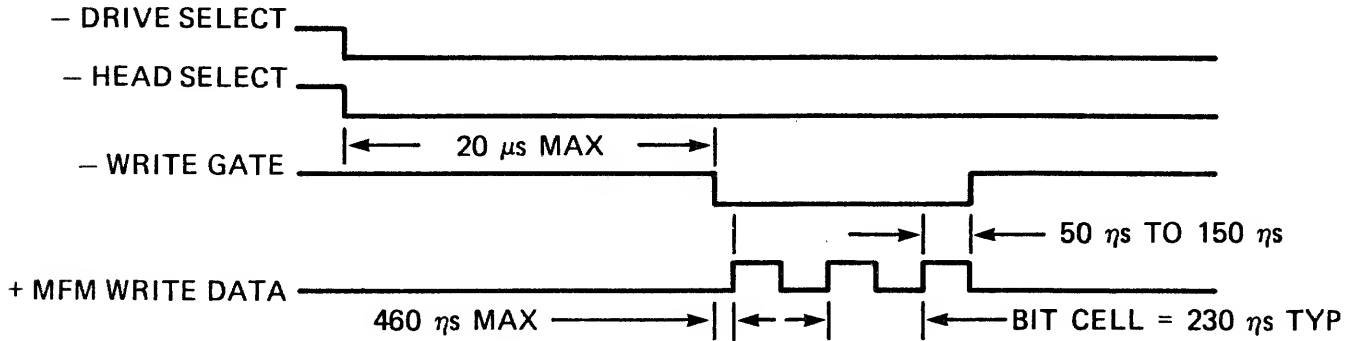 − DRIVE SELECT
− HEAD SELECT
20 μs MAX
− WRITE GATE
50 ηs TO 150 ηs
+ MFM WRITE DATA
460 ηs MAX
BIT CELL = 230 ηs TYP